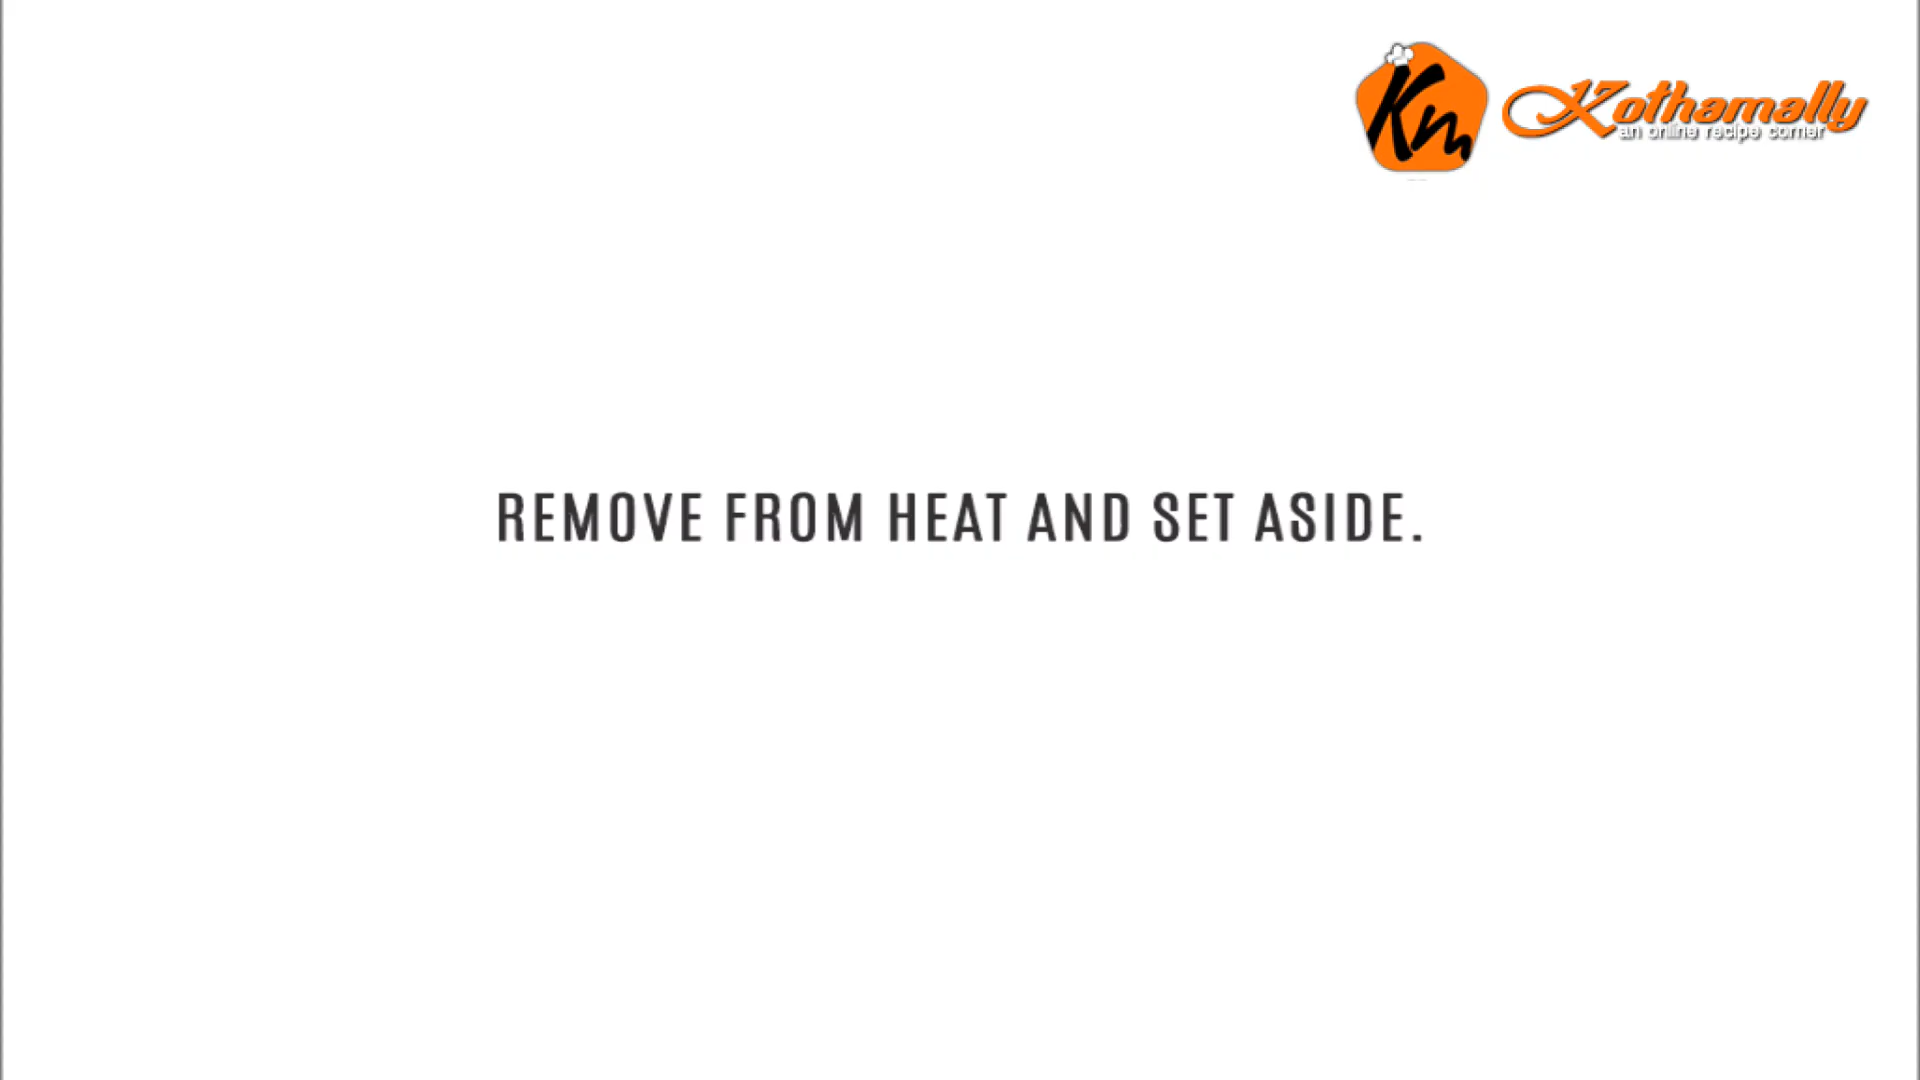 Km
Kothamally
an online recipe corner
REMOVE FROM HEAT AND SET ASIDE.